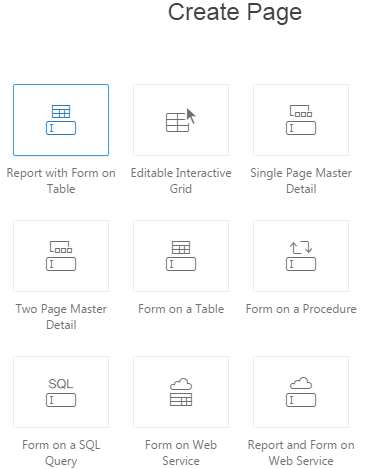 Create Page
Report with Form on
Table
Editable Interactive
Grid
Single Page Master
Detail
Two Page Master
Detail
Form on a Table
Form on a Procedure
SQL
Form on a SQL
Query
Form on Web
Service
Report and Form on
Web Service